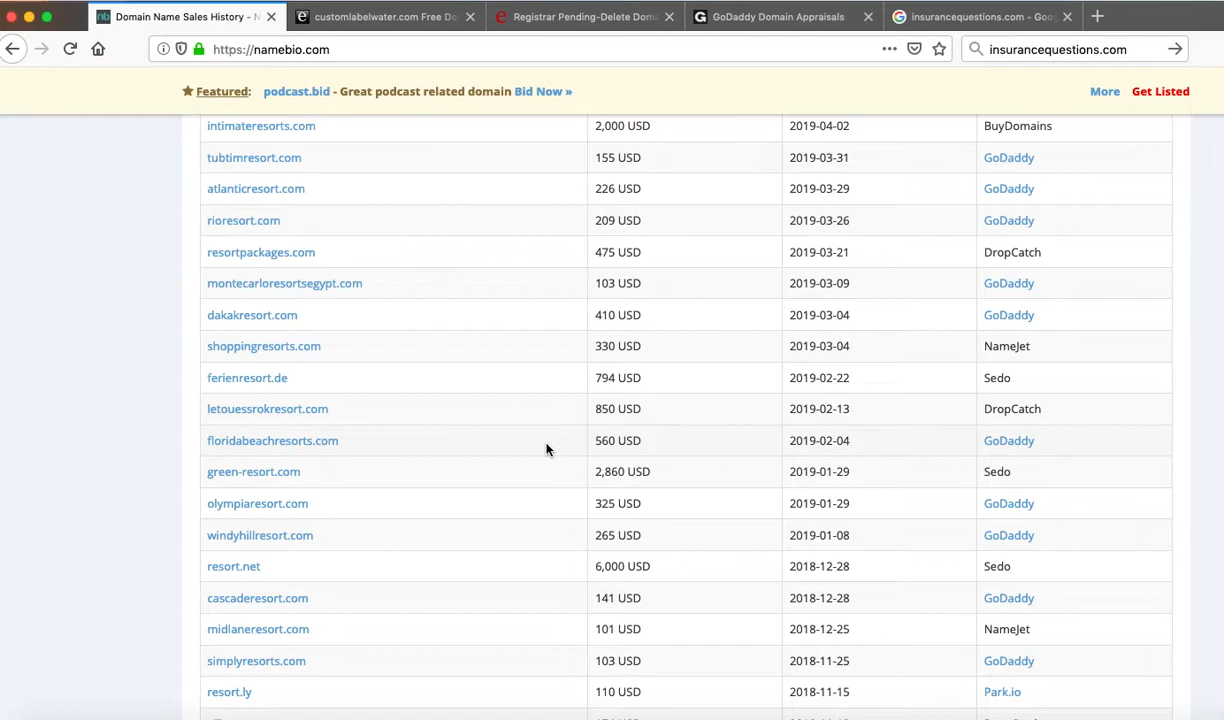 Domain Name Sales History - N
customlabelwater.com Free Do
Registrar Pending-Delete Doma
GoDaddy Domain Appraisals
insurancequestions.com - Goo
https://namebio.com
insurancequestions.com
Featured: podcast.bid - Great podcast related domain Bid Now »
More Get Listed
intimateresorts.com 2,000 USD 2019-04-02 BuyDomains
tubtimresort.com 155 USD 2019-03-31 GoDaddy
atlanticresort.com 226 USD 2019-03-29 GoDaddy
rioresort.com 209 USD 2019-03-26 GoDaddy
resortpackages.com 475 USD 2019-03-21 DropCatch
montecarloresortsegypt.com 103 USD 2019-03-09 GoDaddy
dakakresort.com 410 USD 2019-03-04 GoDaddy
shoppingresorts.com 330 USD 2019-03-04 NameJet
ferienresort.de 794 USD 2019-02-22 Sedo
letouessrokresort.com 850 USD 2019-02-13 DropCatch
floridabeachresorts.com 560 USD 2019-02-04 GoDaddy
green-resort.com 2,860 USD 2019-01-29 Sedo
olympiaresort.com 325 USD 2019-01-29 GoDaddy
windyhillresort.com 265 USD 2019-01-08 GoDaddy
resort.net 6,000 USD 2018-12-28 Sedo
cascaderesort.com 141 USD 2018-12-28 GoDaddy
midlaneresort.com 101 USD 2018-12-25 NameJet
simplyresorts.com 103 USD 2018-11-25 GoDaddy
resort.ly 110 USD 2018-11-15 Park.io